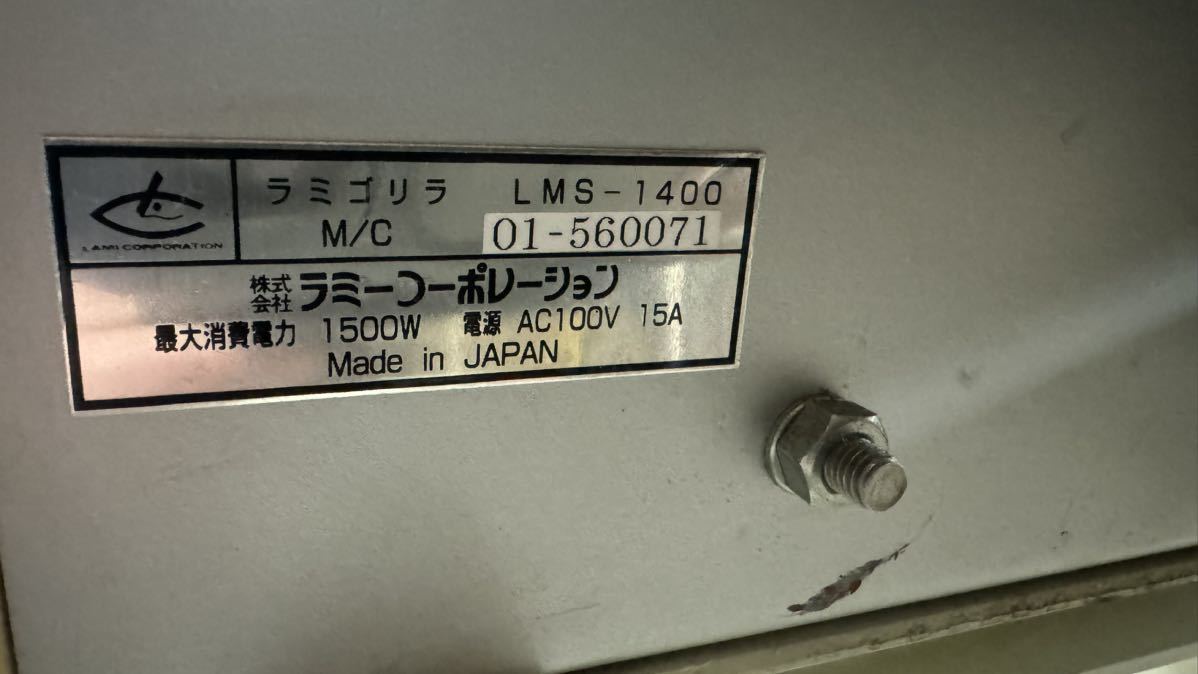 LAMI CORPORATION
ラミゴリラ LMS-1400
M/C 01-560071
株式会社 ラミーコーポレーション
最大消費電力 1500W 電源 AC100V 15A
Made in JAPAN